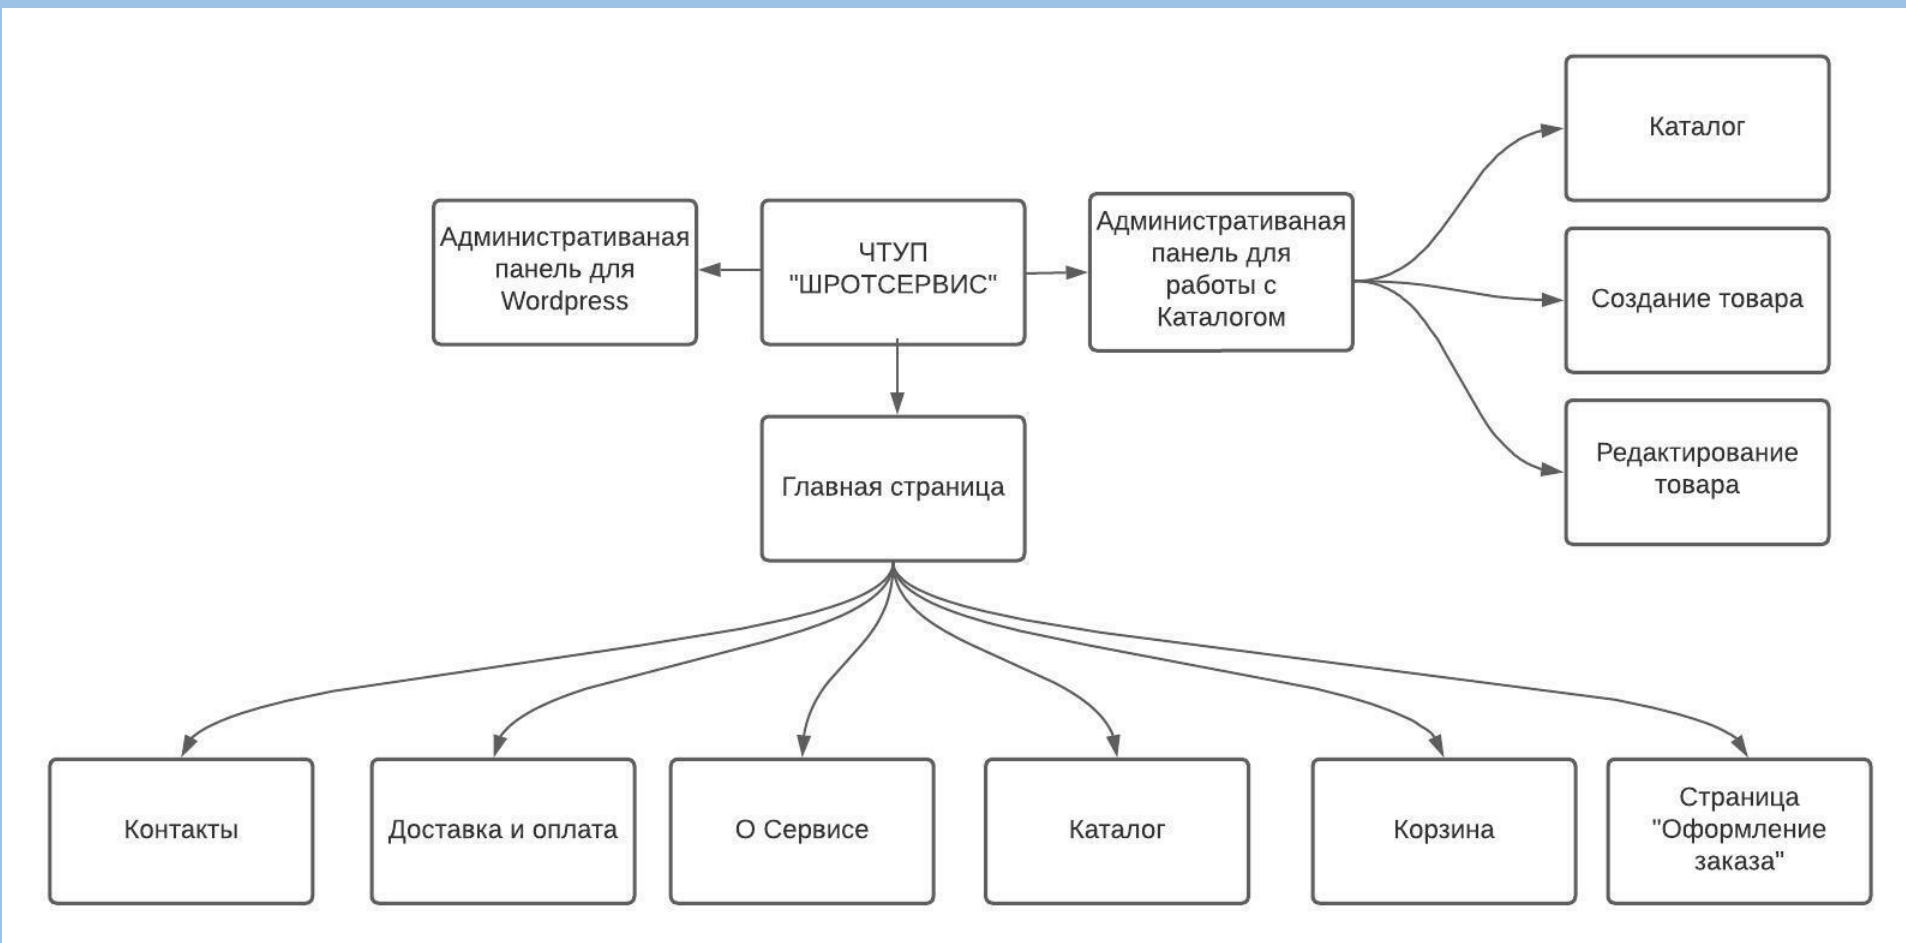 Каталог
Административаная
панель для
Wordpress
ЧТУП
"ШРОТСЕРВИС"
Административаная
панель для
работы с
Каталогом
Создание товара
Редактирование
товара
Главная страница
Контакты
Доставка и оплата
О Сервисе
Каталог
Корзина
Страница
"Оформление
заказа"